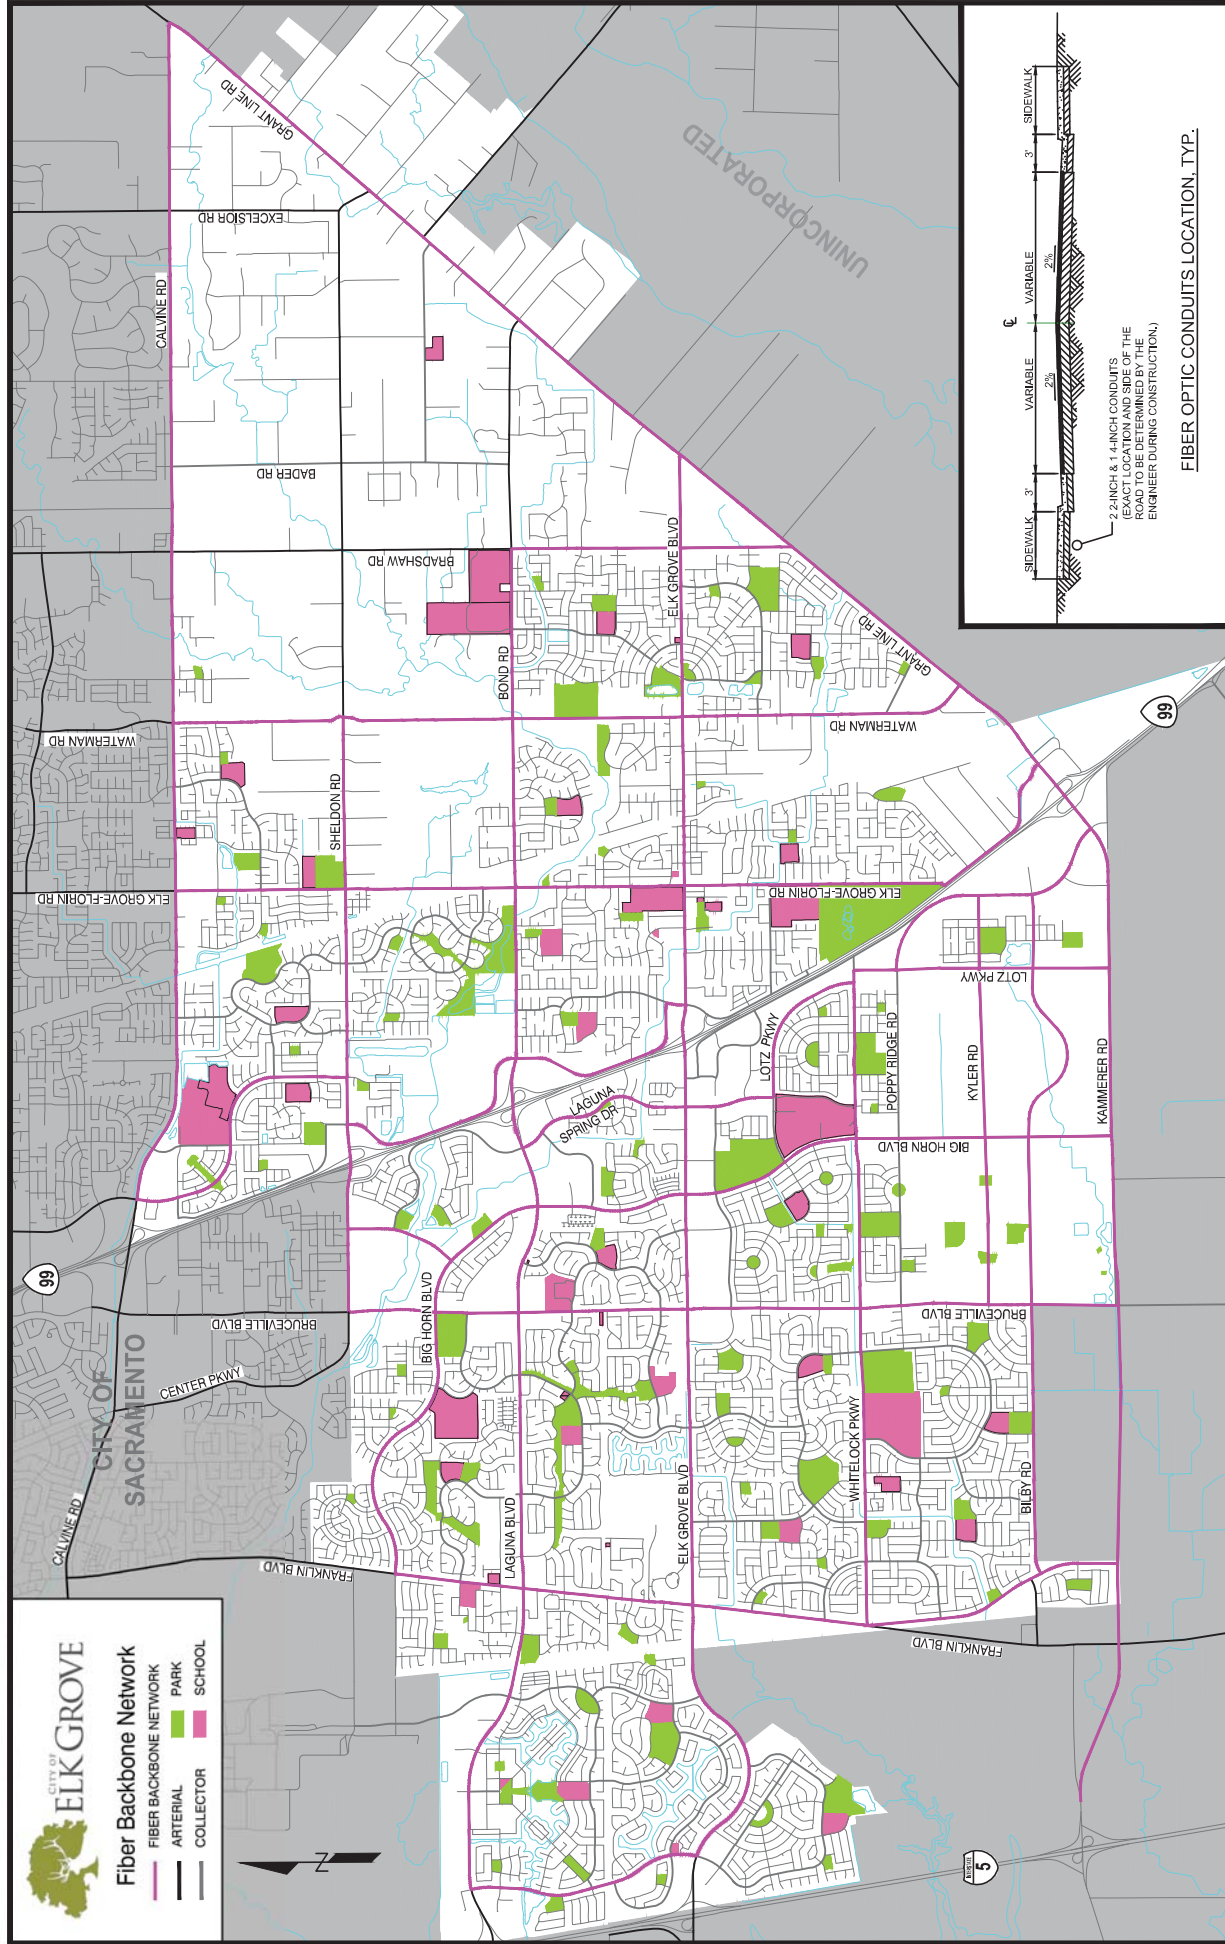 CITY OF
ELK GROVE
Fiber Backbone Network
FIBER BACKBONE NETWORK
ARTERIAL
PARK
COLLECTOR
SCHOOL
N
CITY OF
SACRAMENTO
UNINCORPORATED
CALVINE RD
CENTER PKWY
BRUCEVILLE BLVD
FRANKLIN BLVD
99
ELK GROVE-FLORIN RD
WATERMAN RD
CALVINE RD
GRANT LINE RD
EXCELSIOR RD
BADER RD
BRADSHAW RD
SHELDON RD
BIG HORN BLVD
LAGUNA BLVD
BOND RD
LAGUNA
SPRING DR
ELK GROVE BLVD
ELK GROVE BLVD
ELK GROVE-FLORIN RD
WATERMAN RD
GRANT LINE RD
99
LOTZ PKWY
WHITELOCK PKWY
POPPY RIDGE RD
BIG HORN BLVD
BRUCEVILLE BLVD
LOTZ PKWY
KYLER RD
BILBY RD
KAMMERER RD
FRANKLIN BLVD
INTERSTATE
5
SIDEWALK
3'
VARIABLE
VARIABLE
3'
SIDEWALK
2%
2%
2 2-INCH & 1 4-INCH CONDUITS
(EXACT LOCATION AND SIDE OF THE
ROAD TO BE DETERMINED BY THE
ENGINEER DURING CONSTRUCTION.)
FIBER OPTIC CONDUITS LOCATION, TYP.